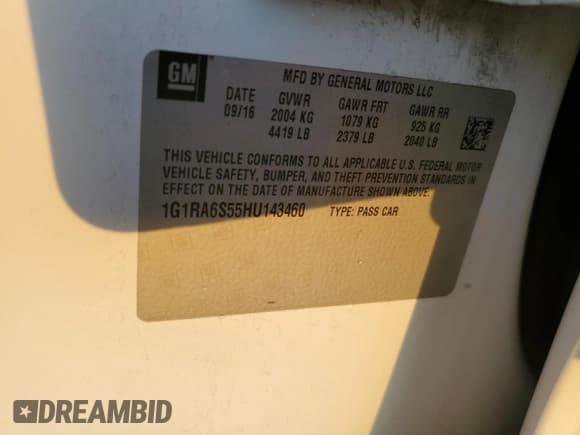 GM
MFD BY GENERAL MOTORS LLC
DATE GVWR GAWR FRT GAWR RR
09/16 2004 KG 1079 KG 925 KG
4419 LB 2379 LB 2040 LB
THIS VEHICLE CONFORMS TO ALL APPLICABLE U.S. FEDERAL MOTOR
VEHICLE SAFETY, BUMPER, AND THEFT PREVENTION STANDARDS IN
EFFECT ON THE DATE OF MANUFACTURE SHOWN ABOVE.
1G1RA6S55HU143460 TYPE: PASS CAR
DREAMBID